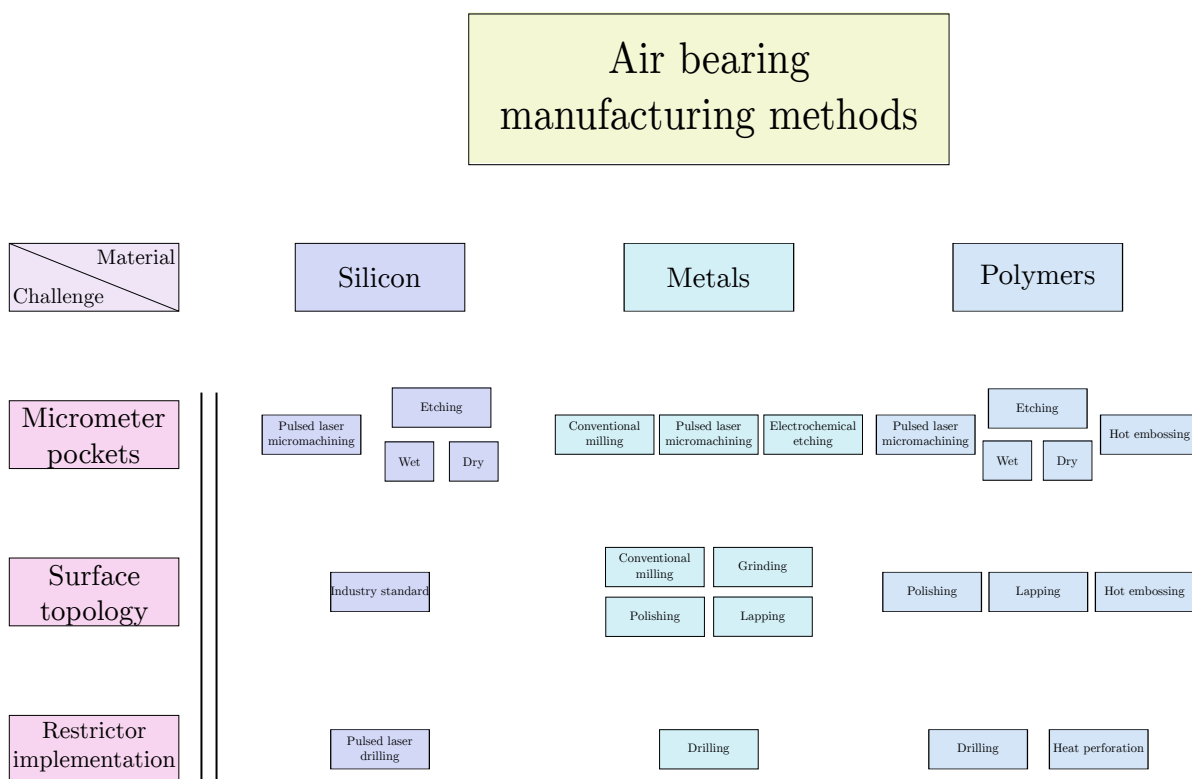 Air bearing
manufacturing methods
Material
Challenge
Silicon
Metals
Polymers
Micrometer
pockets
Pulsed laser
micromachining
Etching
Wet
Dry
Conventional
milling
Pulsed laser
micromachining
Electrochemical
etching
Pulsed laser
micromachining
Etching
Wet
Dry
Hot embossing
Surface
topology
Industry standard
Conventional
milling
Grinding
Polishing
Lapping
Polishing
Lapping
Hot embossing
Restrictor
implementation
Pulsed laser
drilling
Drilling
Drilling
Heat perforation